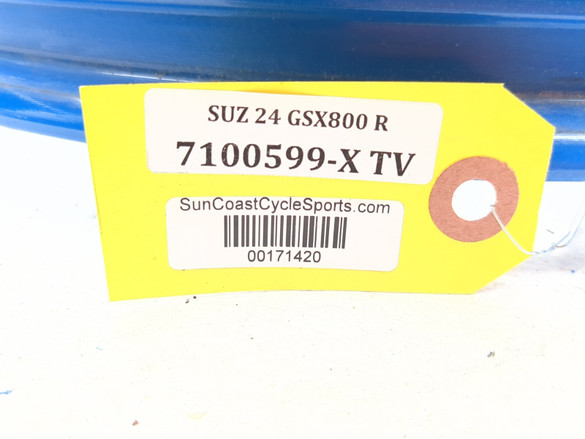 SUZ 24 GSX800 R
7100599-X TV
SunCoastCycleSports.com
00171420